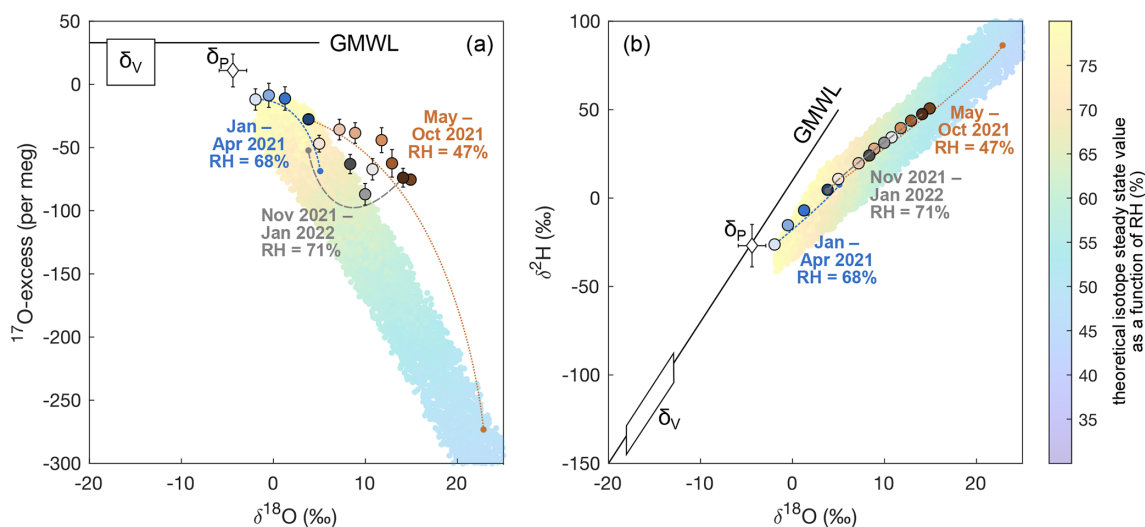 (a)
GMWL
δV
δP
Jan –
Apr 2021
RH = 68%
May –
Oct 2021
RH = 47%
Nov 2021 –
Jan 2022
RH = 71%
50
0
-50
-100
-150
-200
-250
-300
17O-excess (per meg)
-20
-10
0
10
20
δ18O (‰)
(b)
GMWL
δP
δV
May –
Oct 2021
RH = 47%
Nov 2021 –
Jan 2022
RH = 71%
Jan –
Apr 2021
RH = 68%
100
50
0
-50
-100
-150
δ2H (‰)
-20
-10
0
10
20
δ18O (‰)
75
70
65
60
55
50
45
40
35
theoretical isotope steady state value
as a function of RH (%)